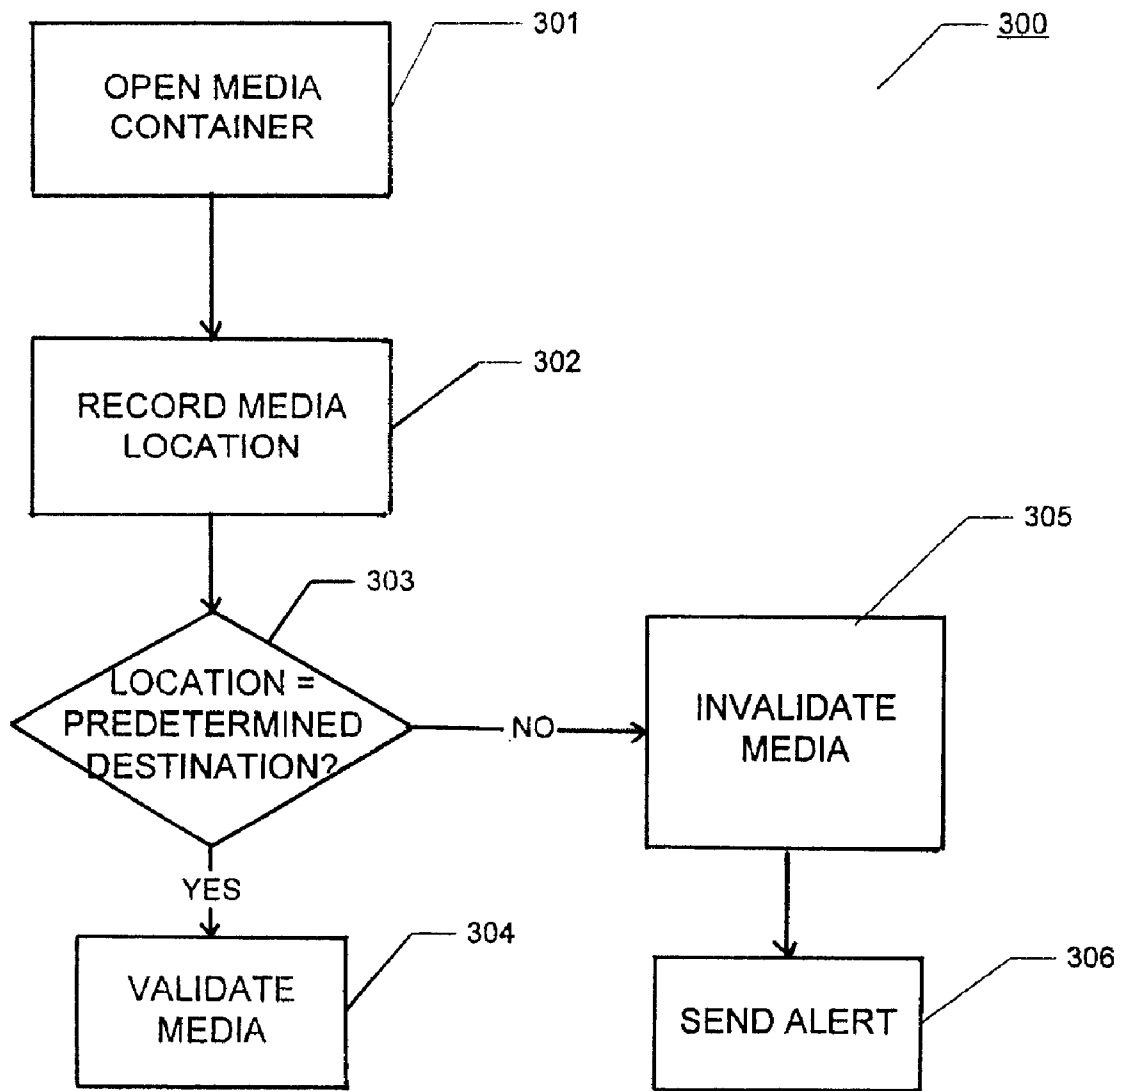 301
300
OPEN MEDIA
CONTAINER
302
RECORD MEDIA
LOCATION
303
LOCATION =
PREDETERMINED
DESTINATION?
NO
305
INVALIDATE
MEDIA
YES
304
VALIDATE
MEDIA
306
SEND ALERT